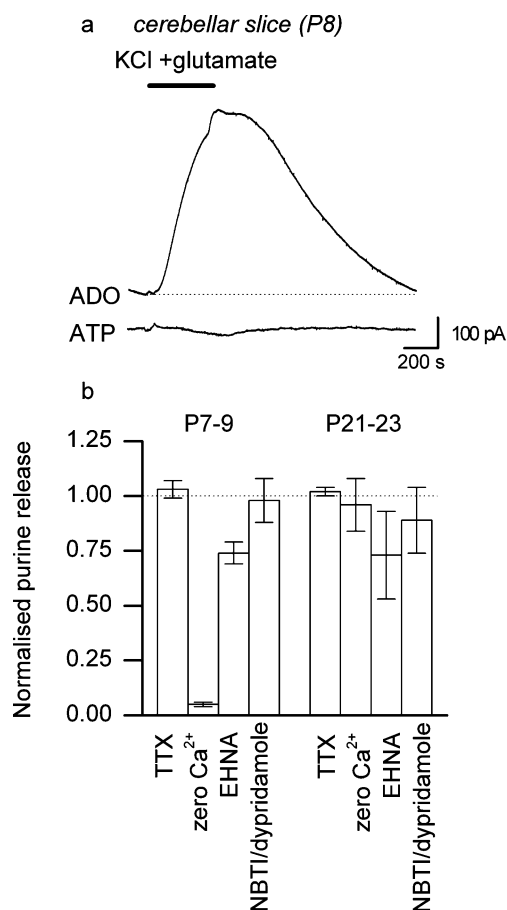 a cerebellar slice (P8)
KCl +glutamate
ADO
ATP
100 pA
200 s
b
P7-9 P21-23
Normalised purine release
1.25
1.00
0.75
0.50
0.25
0.00
TTX
zero Ca2+
EHNA
NBTI/dypridamole
TTX
zero Ca2+
EHNA
NBTI/dypridamole